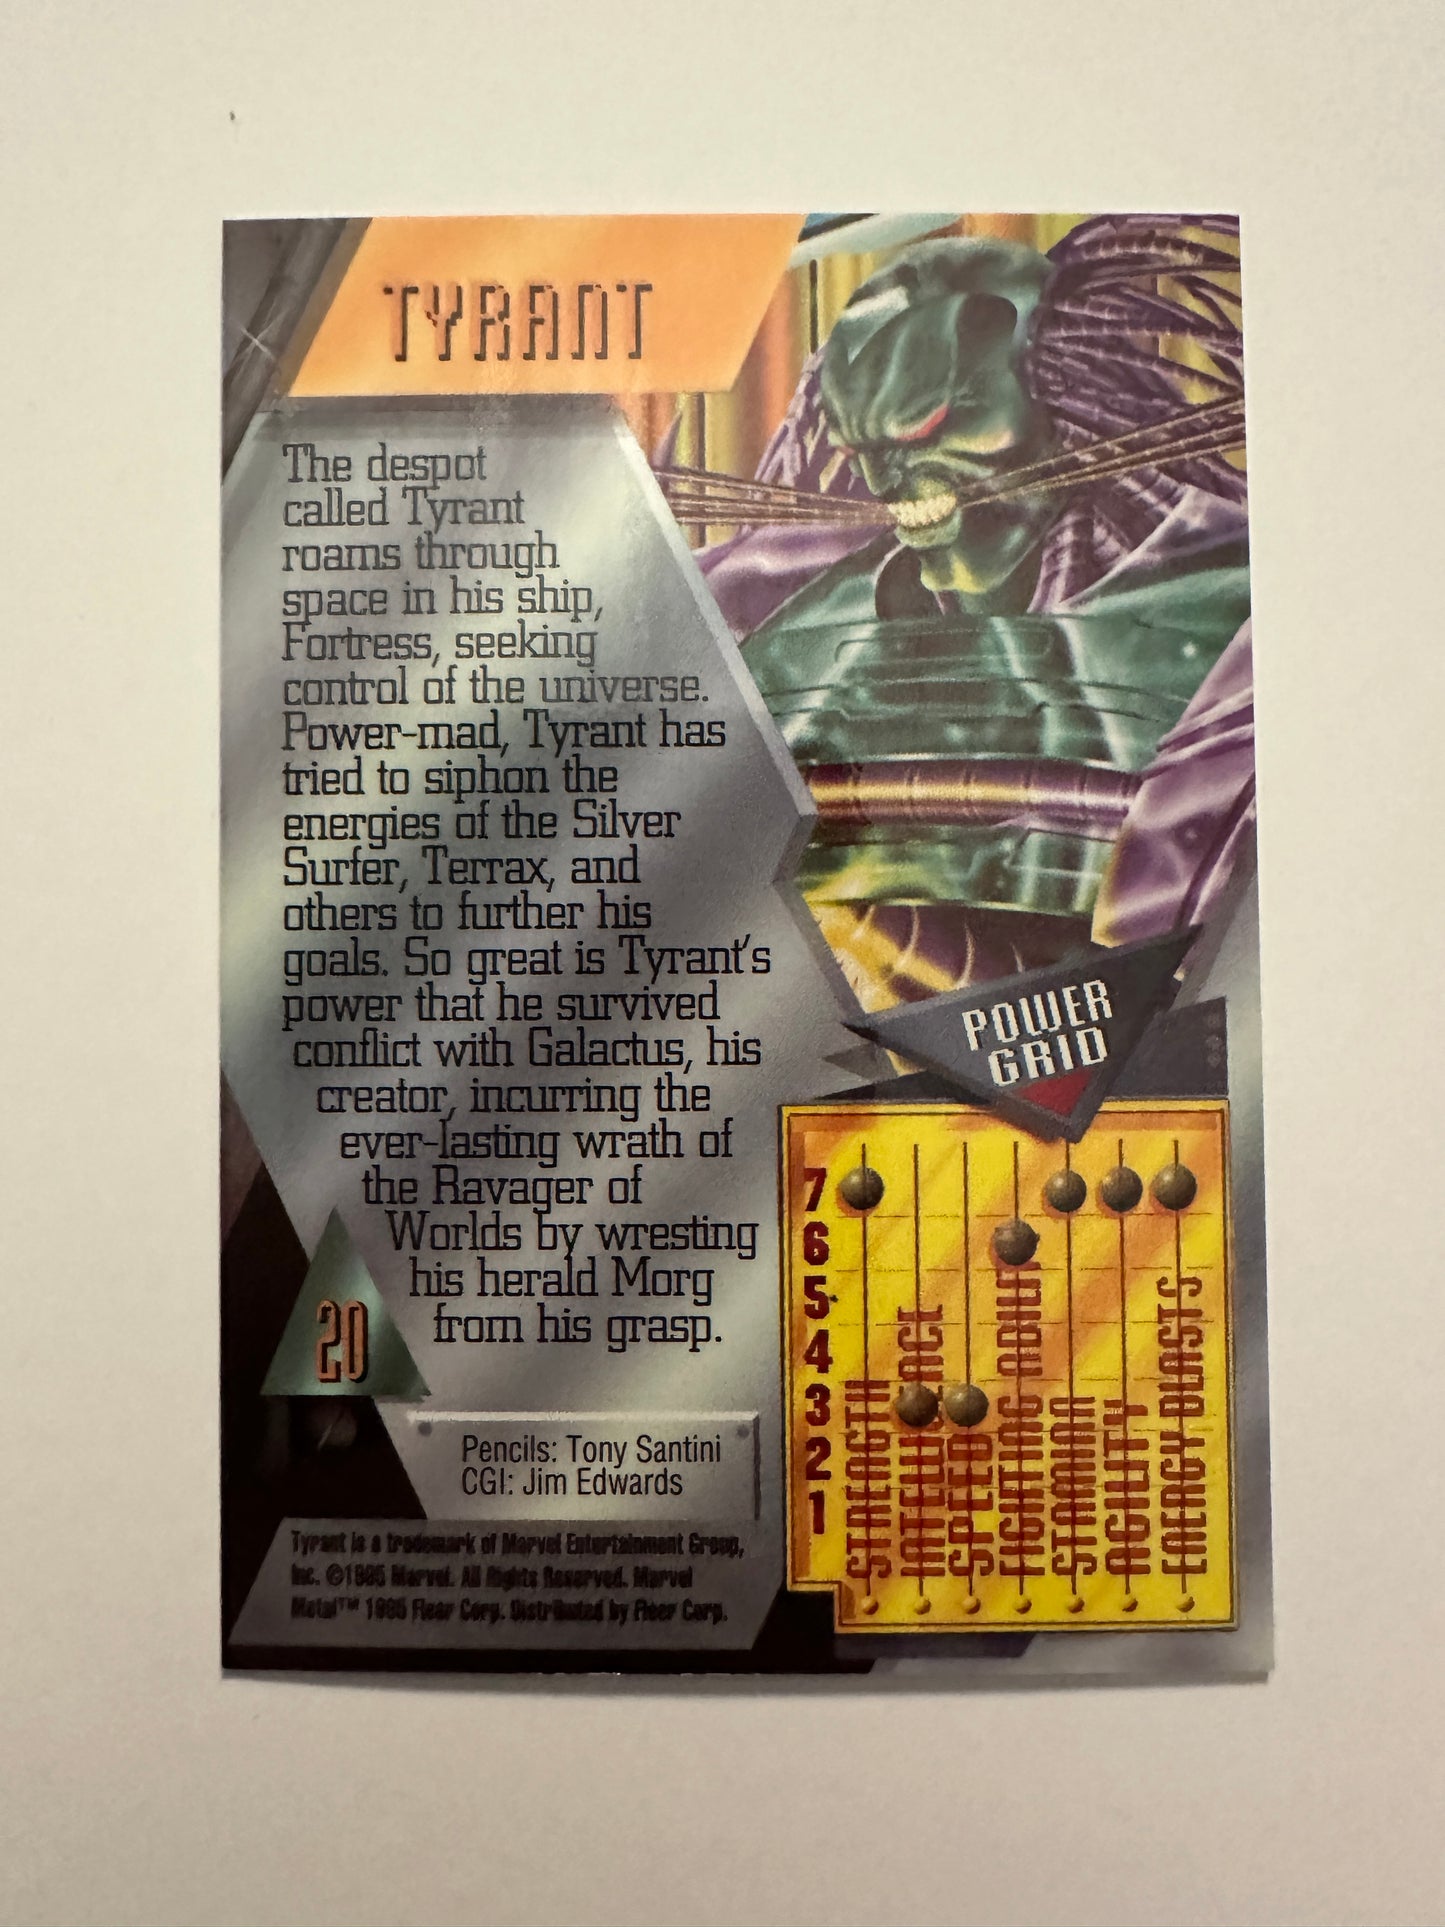 TYRANT
The despot
called Tyrant
roams through
space in his ship,
Fortress, seeking
control of the universe.
Power-mad, Tyrant has
tried to siphon the
energies of the Silver
Surfer, Terrax, and
others to further his
goals. So great is Tyrant's
power that he survived
conflict with Galactus, his
creator, incurring the
ever-lasting wrath of
the Ravager of
Worlds by wresting
his herald Morg
from his grasp.
20
Pencils: Tony Santini
CGI: Jim Edwards
Tyrant is a trademark of Marvel Entertainment Group,
Inc. ©1995 Marvel. All Rights Reserved. Marvel
Metal™ 1995 Fleer Corp. Distributed by Fleer Corp.
POWER
GRID
7
6
5
4
3
2
1
STRENGTH
INTELLIGENCE
SPEED
FIGHTING ABILITY
STAMINA
AGILITY
ENERGY BLASTS